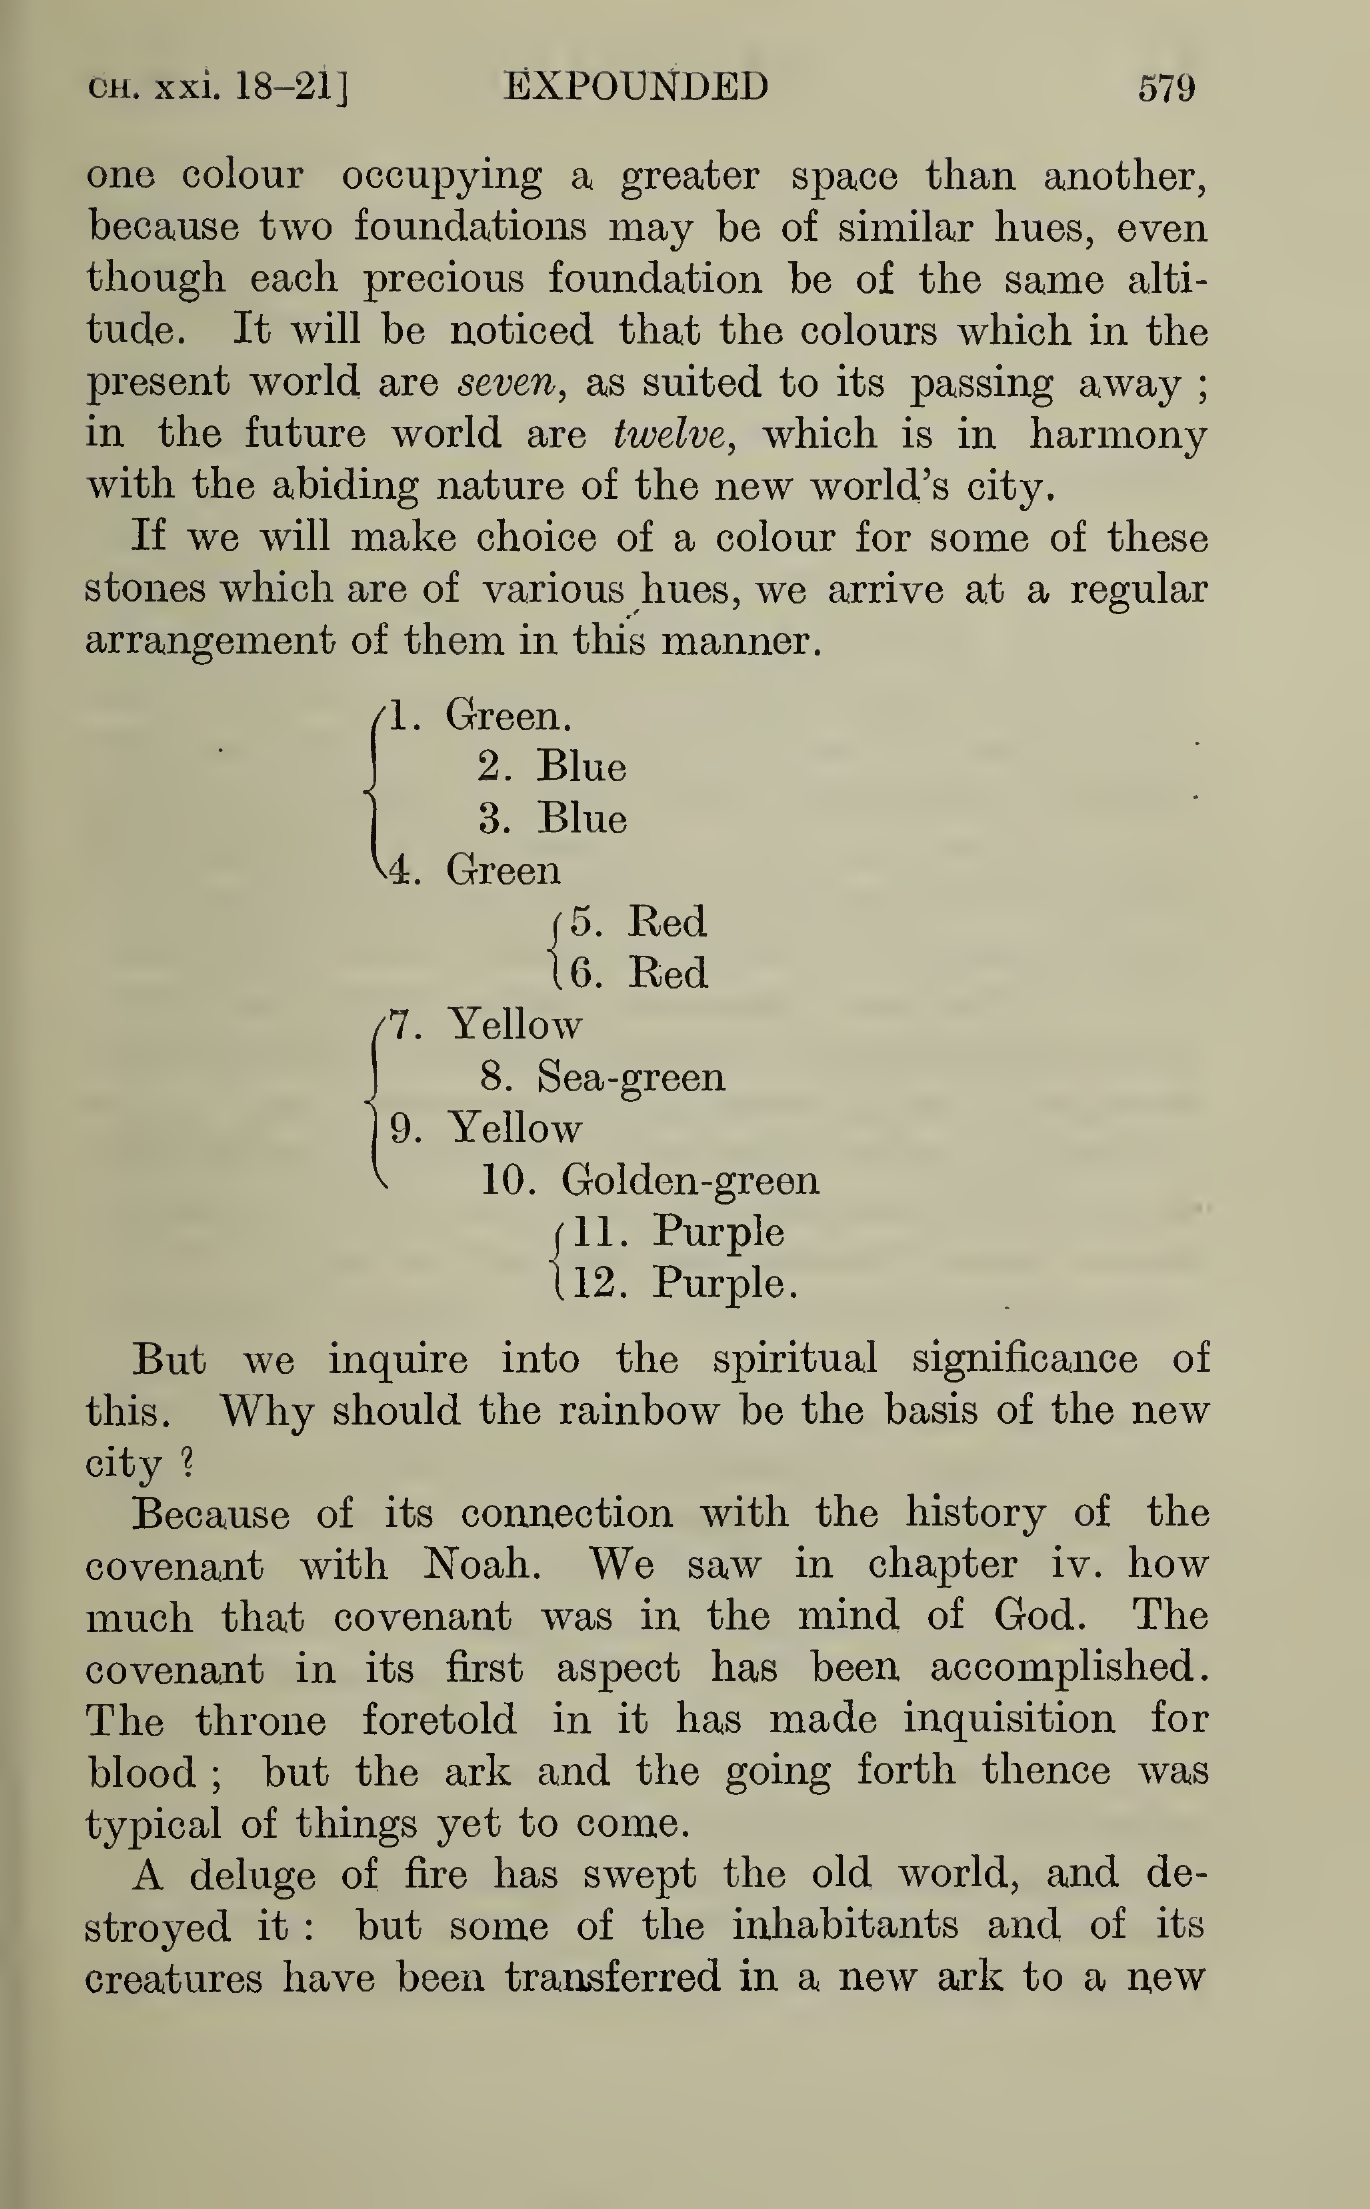 CH. xxi. 18–21] EXPOUNDED 579
one colour occupying a greater space than another,
because two foundations may be of similar hues, even
though each precious foundation be of the same alti-
tude. It will be noticed that the colours which in the
present world are seven, as suited to its passing away ;
in the future world are twelve, which is in harmony
with the abiding nature of the new world's city.
If we will make choice of a colour for some of these
stones which are of various hues, we arrive at a regular
arrangement of them in this manner.
1. Green.
2. Blue
3. Blue
4. Green
5. Red
6. Red
7. Yellow
8. Sea-green
9. Yellow
10. Golden-green
11. Purple
12. Purple.
But we inquire into the spiritual significance of
this. Why should the rainbow be the basis of the new
city ?
Because of its connection with the history of the
covenant with Noah. We saw in chapter iv. how
much that covenant was in the mind of God. The
covenant in its first aspect has been accomplished.
The throne foretold in it has made inquisition for
blood ; but the ark and the going forth thence was
typical of things yet to come.
A deluge of fire has swept the old world, and de-
stroyed it : but some of the inhabitants and of its
creatures have been transferred in a new ark to a new